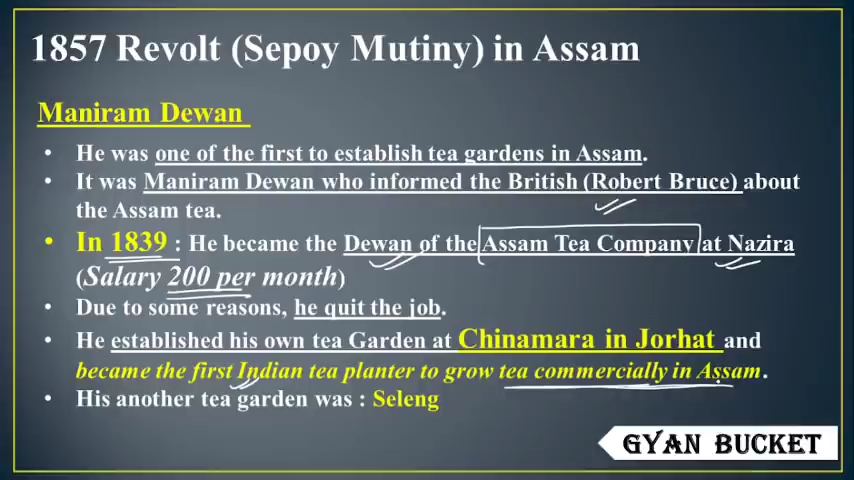 1857 Revolt (Sepoy Mutiny) in Assam
Maniram Dewan
• He was one of the first to establish tea gardens in Assam.
• It was Maniram Dewan who informed the British (Robert Bruce) about
the Assam tea.
• In 1839 : He became the Dewan of the Assam Tea Company at Nazira
(Salary 200 per month)
• Due to some reasons, he quit the job.
• He established his own tea Garden at Chinamara in Jorhat and
became the first Indian tea planter to grow tea commercially in Assam.
• His another tea garden was : Seleng
GYAN BUCKET